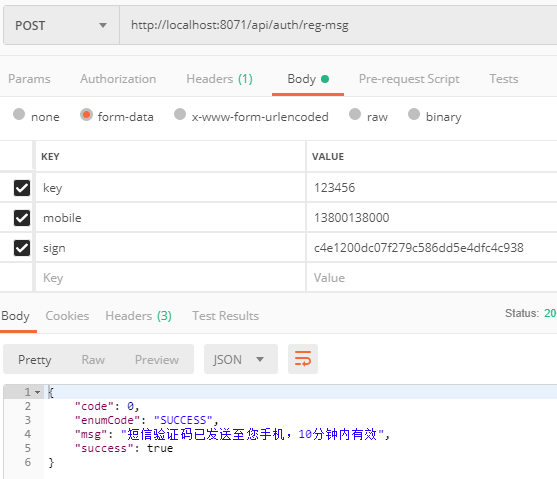 POST http://localhost:8071/api/auth/reg-msg
Params Authorization Headers (1) Body Pre-request Script Tests
none form-data x-www-form-urlencoded raw binary
KEY VALUE
key 123456
mobile 13800138000
sign c4e1200dc07f279c586dd5e4dfc4c938
Key Value
Body Cookies Headers (3) Test Results Status: 20
Pretty Raw Preview JSON
1 {
2 "code": 0,
3 "enumCode": "SUCCESS",
4 "msg": "短信验证码已发送至您手机，10分钟内有效",
5 "success": true
6 }